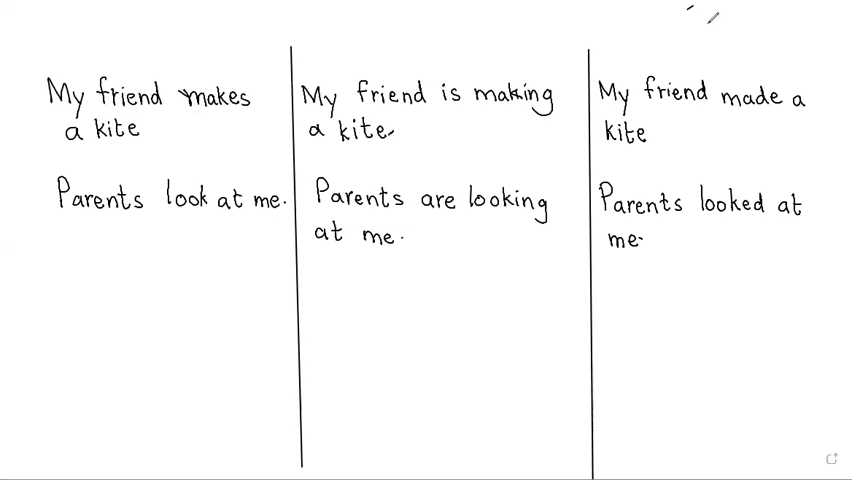 My friend makes
a kite
Parents look at me.
My friend is making
a kite.
Parents are looking
at me.
My friend made a
kite
Parents looked at
me.